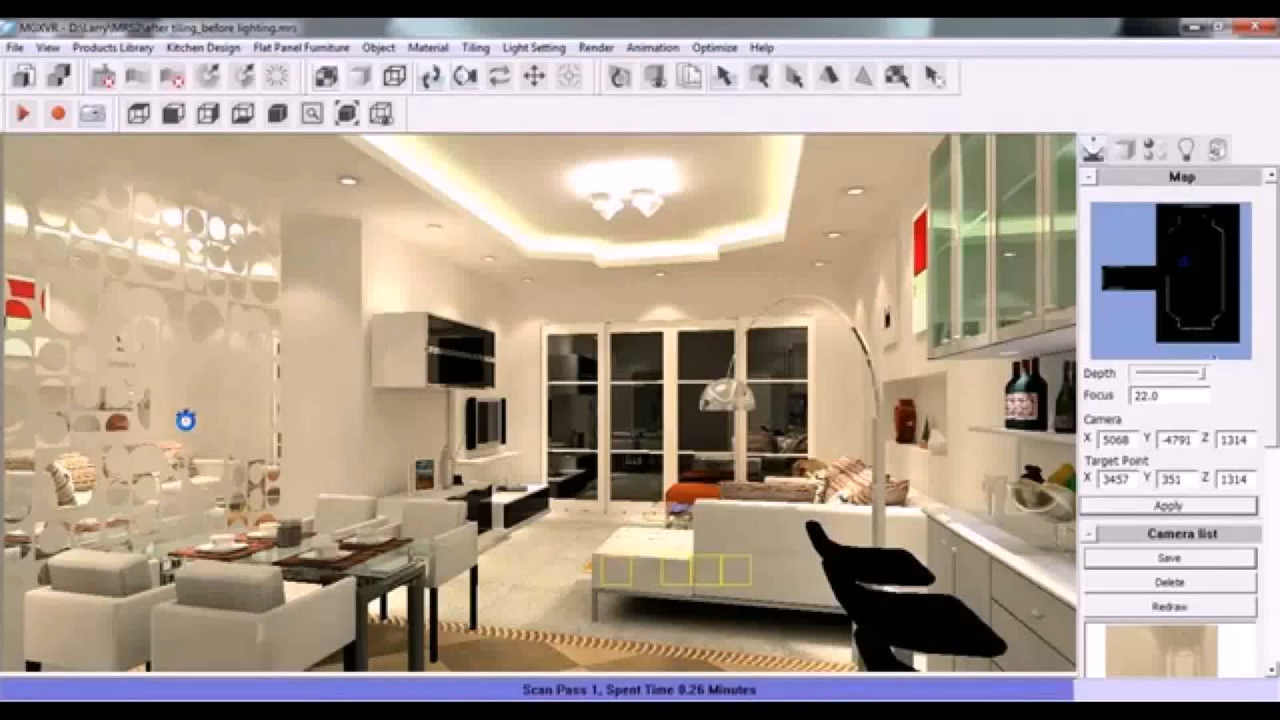 MGXVR - D:\Larry\MRS2\after tiling_before lighting.mrs
File View Products Library Kitchen Design Flat Panel Furniture Object Material Tiling Light Setting Render Animation Optimize Help
Map
Depth
Focus 22.0
Camera
X 5068 Y -4791 Z 1314
Target Point
X 3457 Y 351 Z 1314
Apply
Camera list
Save
Delete
Redraw
Scan Pass 1, Spent Time 0.26 Minutes